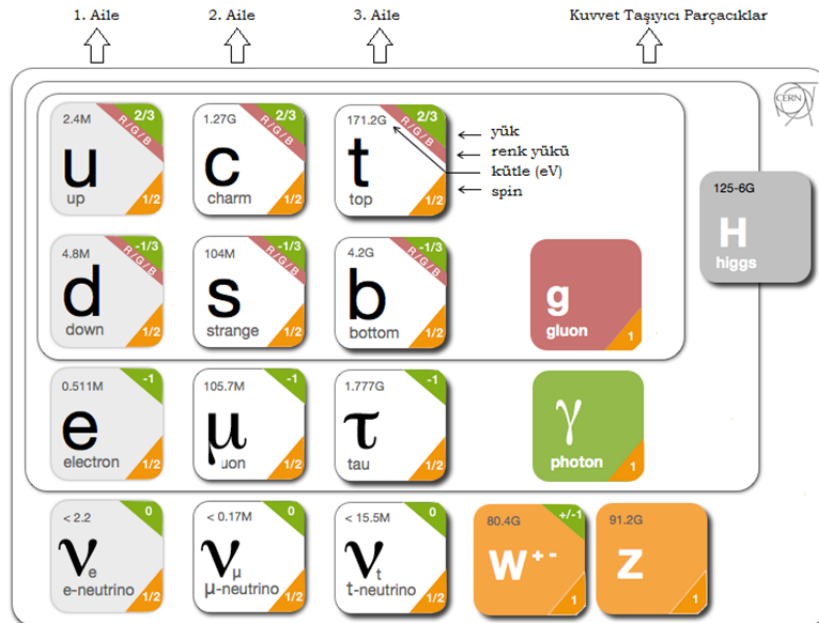 1. Aile 2. Aile 3. Aile Kuvvet Taşıyıcı Parçacıklar
CERN
2.4M 2/3 R/G/B
u
up 1/2
1.27G 2/3 R/G/B
c
charm 1/2
171.2G 2/3 R/G/B
t
top 1/2
yük
renk yükü
kütle (eV)
spin
125-6G
H
higgs
4.8M -1/3 R/G/B
d
down 1/2
104M -1/3 R/G/B
s
strange 1/2
4.2G -1/3 R/G/B
b
bottom 1/2
g
gluon 1
0.511M -1
e
electron 1/2
105.7M -1
μ
uon 1/2
1.777G -1
τ
tau 1/2
γ
photon 1
< 2.2 0
νe
e-neutrino 1/2
< 0.17M 0
νμ
μ-neutrino 1/2
< 15.5M 0
νt
t-neutrino 1/2
80.4G +/-1
W+-
1
91.2G
Z
1